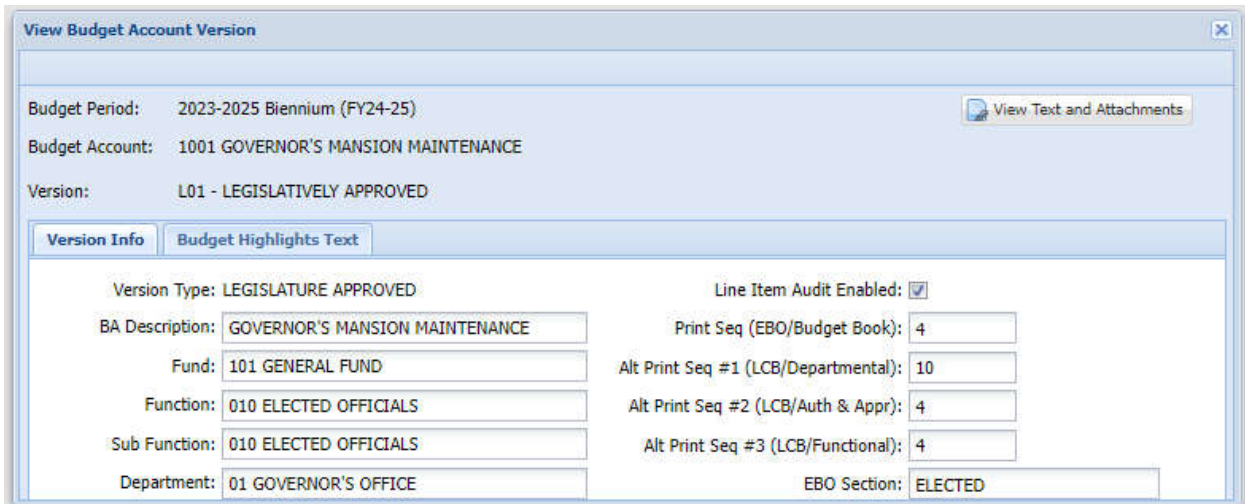 View Budget Account Version
Budget Period: 2023-2025 Biennium (FY24-25)
View Text and Attachments
Budget Account: 1001 GOVERNOR'S MANSION MAINTENANCE
Version: L01 - LEGISLATIVELY APPROVED
Version Info Budget Highlights Text
Version Type: LEGISLATURE APPROVED Line Item Audit Enabled:
BA Description: GOVERNOR'S MANSION MAINTENANCE Print Seq (EBO/Budget Book): 4
Fund: 101 GENERAL FUND Alt Print Seq #1 (LCB/Departmental): 10
Function: 010 ELECTED OFFICIALS Alt Print Seq #2 (LCB/Auth & Appr): 4
Sub Function: 010 ELECTED OFFICIALS Alt Print Seq #3 (LCB/Functional): 4
Department: 01 GOVERNOR'S OFFICE EBO Section: ELECTED